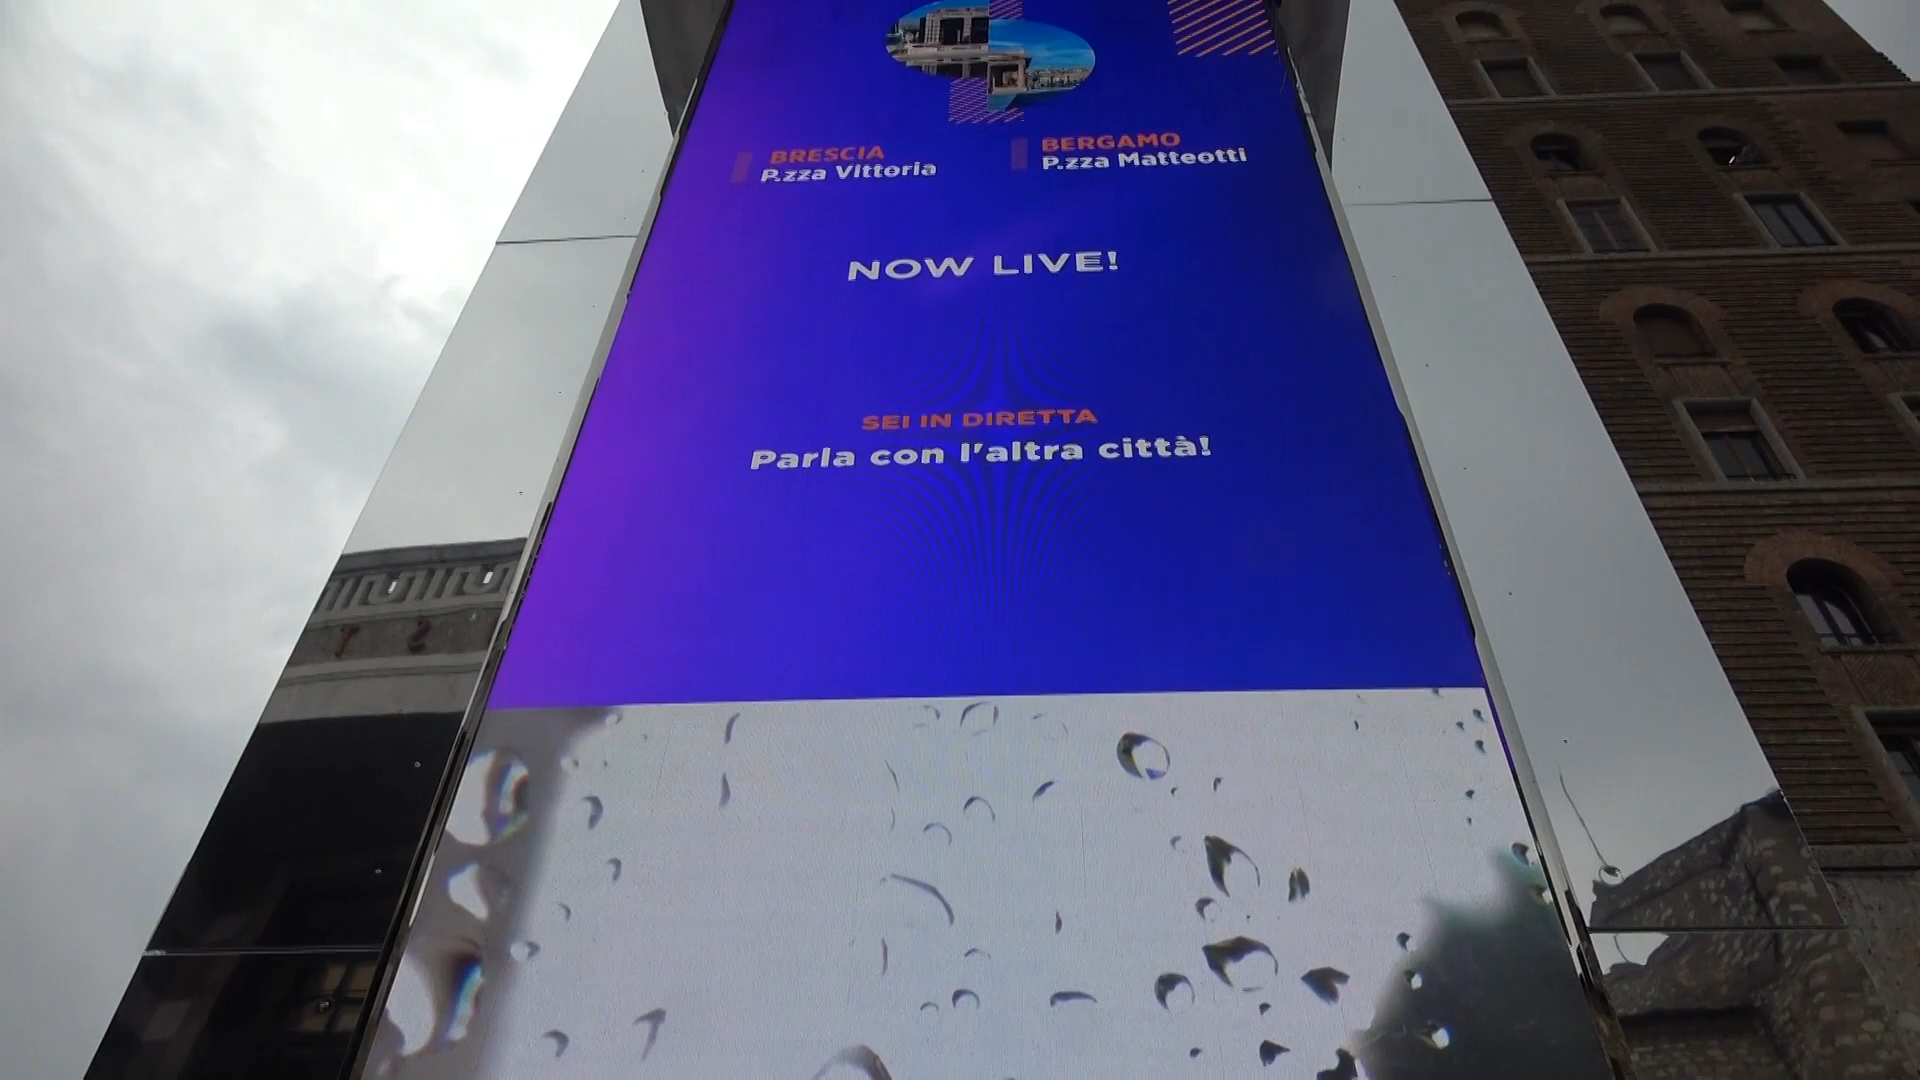 BRESCIA
P.zza Vittoria
BERGAMO
P.zza Matteotti
NOW LIVE!
SEI IN DIRETTA
Parla con l'altra città!